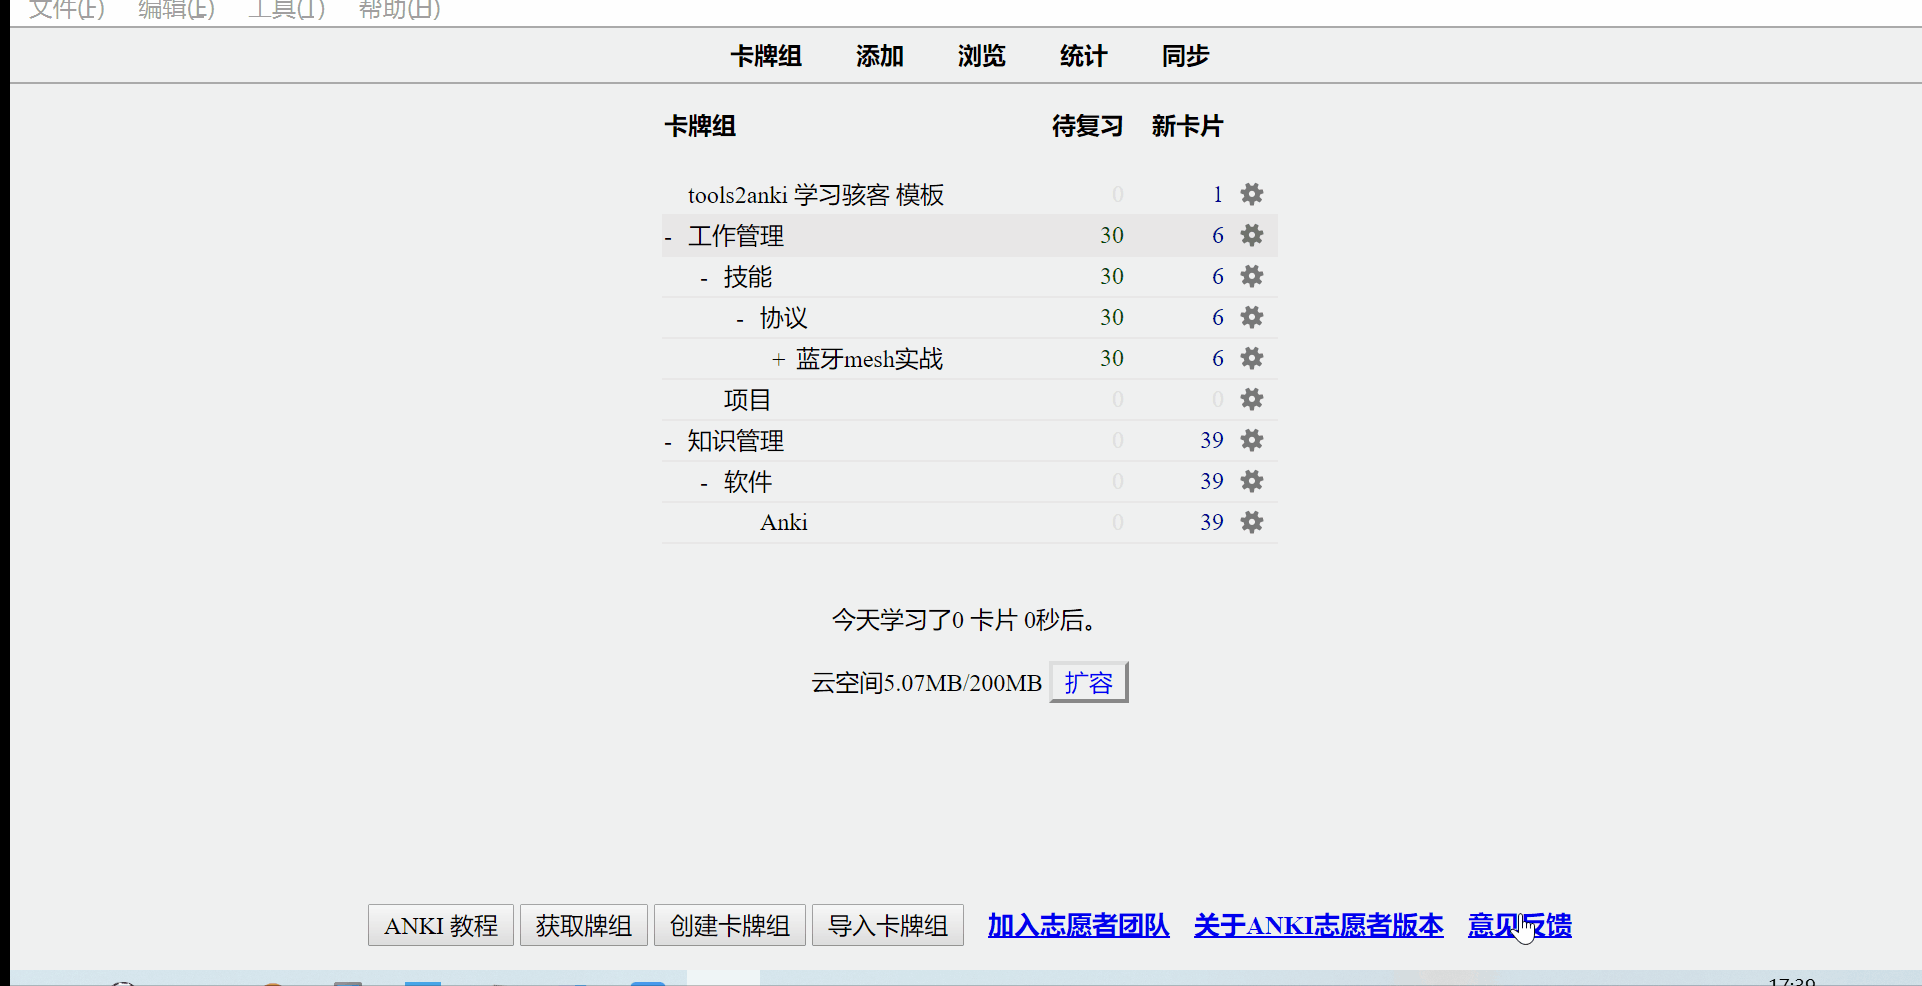 文件(F) 编辑(E) 工具(T) 帮助(H)
卡牌组 添加 浏览 统计 同步
卡牌组 待复习 新卡片
tools2anki 学习骇客 模板 0 1
- 工作管理 30 6
- 技能 30 6
- 协议 30 6
+ 蓝牙mesh实战 30 6
项目 0 0
- 知识管理 0 39
- 软件 0 39
Anki 0 39
今天学习了0 卡片 0秒后。
云空间5.07MB/200MB 扩容
ANKI 教程 获取牌组 创建卡牌组 导入卡牌组 加入志愿者团队 关于ANKI志愿者版本 意见反馈